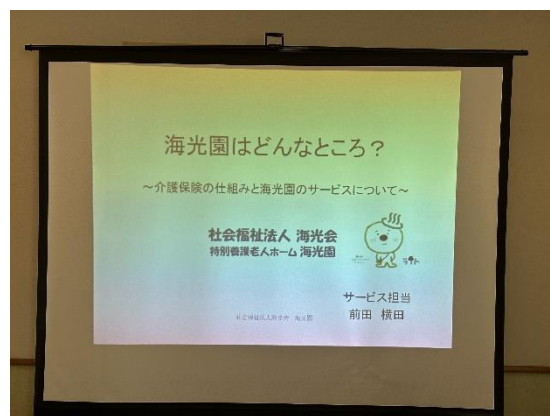 海光園はどんなところ？
～介護保険の仕組みと海光園のサービスについて～
社会福祉法人 海光会
特別養護老人ホーム 海光園
サービス担当
前田 横田